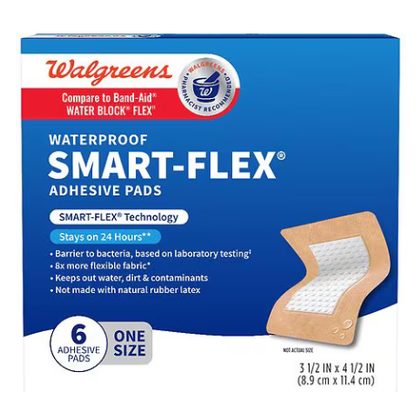 Walgreens
WALGREENS
PHARMACIST RECOMMENDED
W
Compare to Band-Aid®
WATER BLOCK® FLEX™
WATERPROOF
SMART-FLEX®
ADHESIVE PADS
SMART-FLEX® Technology
Stays on 24 Hours**
• Barrier to bacteria, based on laboratory testing‡
• 8x more flexible fabric*
• Keeps out water, dirt & contaminants
• Not made with natural rubber latex
6
ADHESIVE
PADS
ONE
SIZE
NOT ACTUAL SIZE
3 1/2 IN x 4 1/2 IN
(8.9 cm x 11.4 cm)